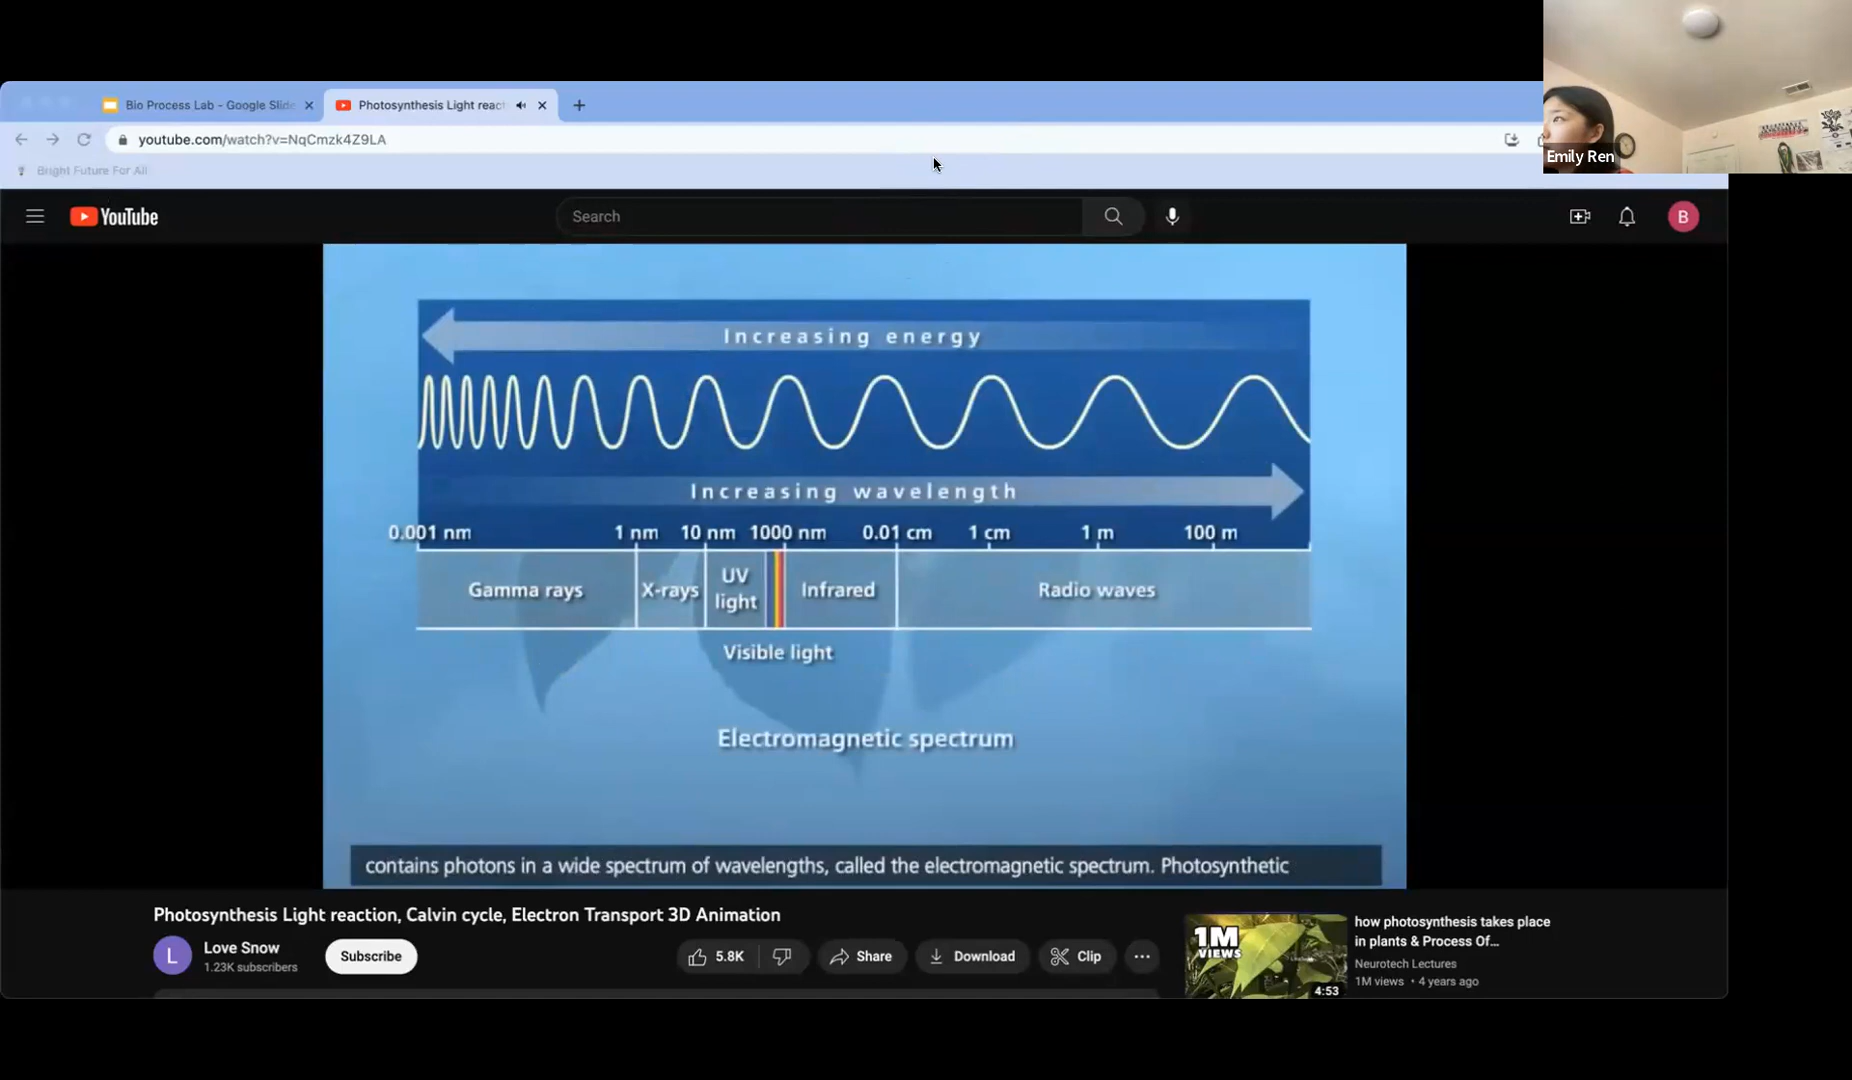 Bio Process Lab - Google Slide
Photosynthesis Light react
youtube.com/watch?v=NqCmzk4Z9LA
Bright Future For All
Emily Ren
YouTube
Search
B
Increasing energy
Increasing wavelength
0.001 nm 1 nm 10 nm 1000 nm 0.01 cm 1 cm 1 m 100 m
Gamma rays X-rays UV light Infrared Radio waves
Visible light
Electromagnetic spectrum
contains photons in a wide spectrum of wavelengths, called the electromagnetic spectrum. Photosynthetic
Photosynthesis Light reaction, Calvin cycle, Electron Transport 3D Animation
L
Love Snow
1.23K subscribers
Subscribe
5.8K
Share
Download
Clip
1M
VIEWS
4:53
how photosynthesis takes place
in plants & Process Of...
Neurotech Lectures
1M views • 4 years ago